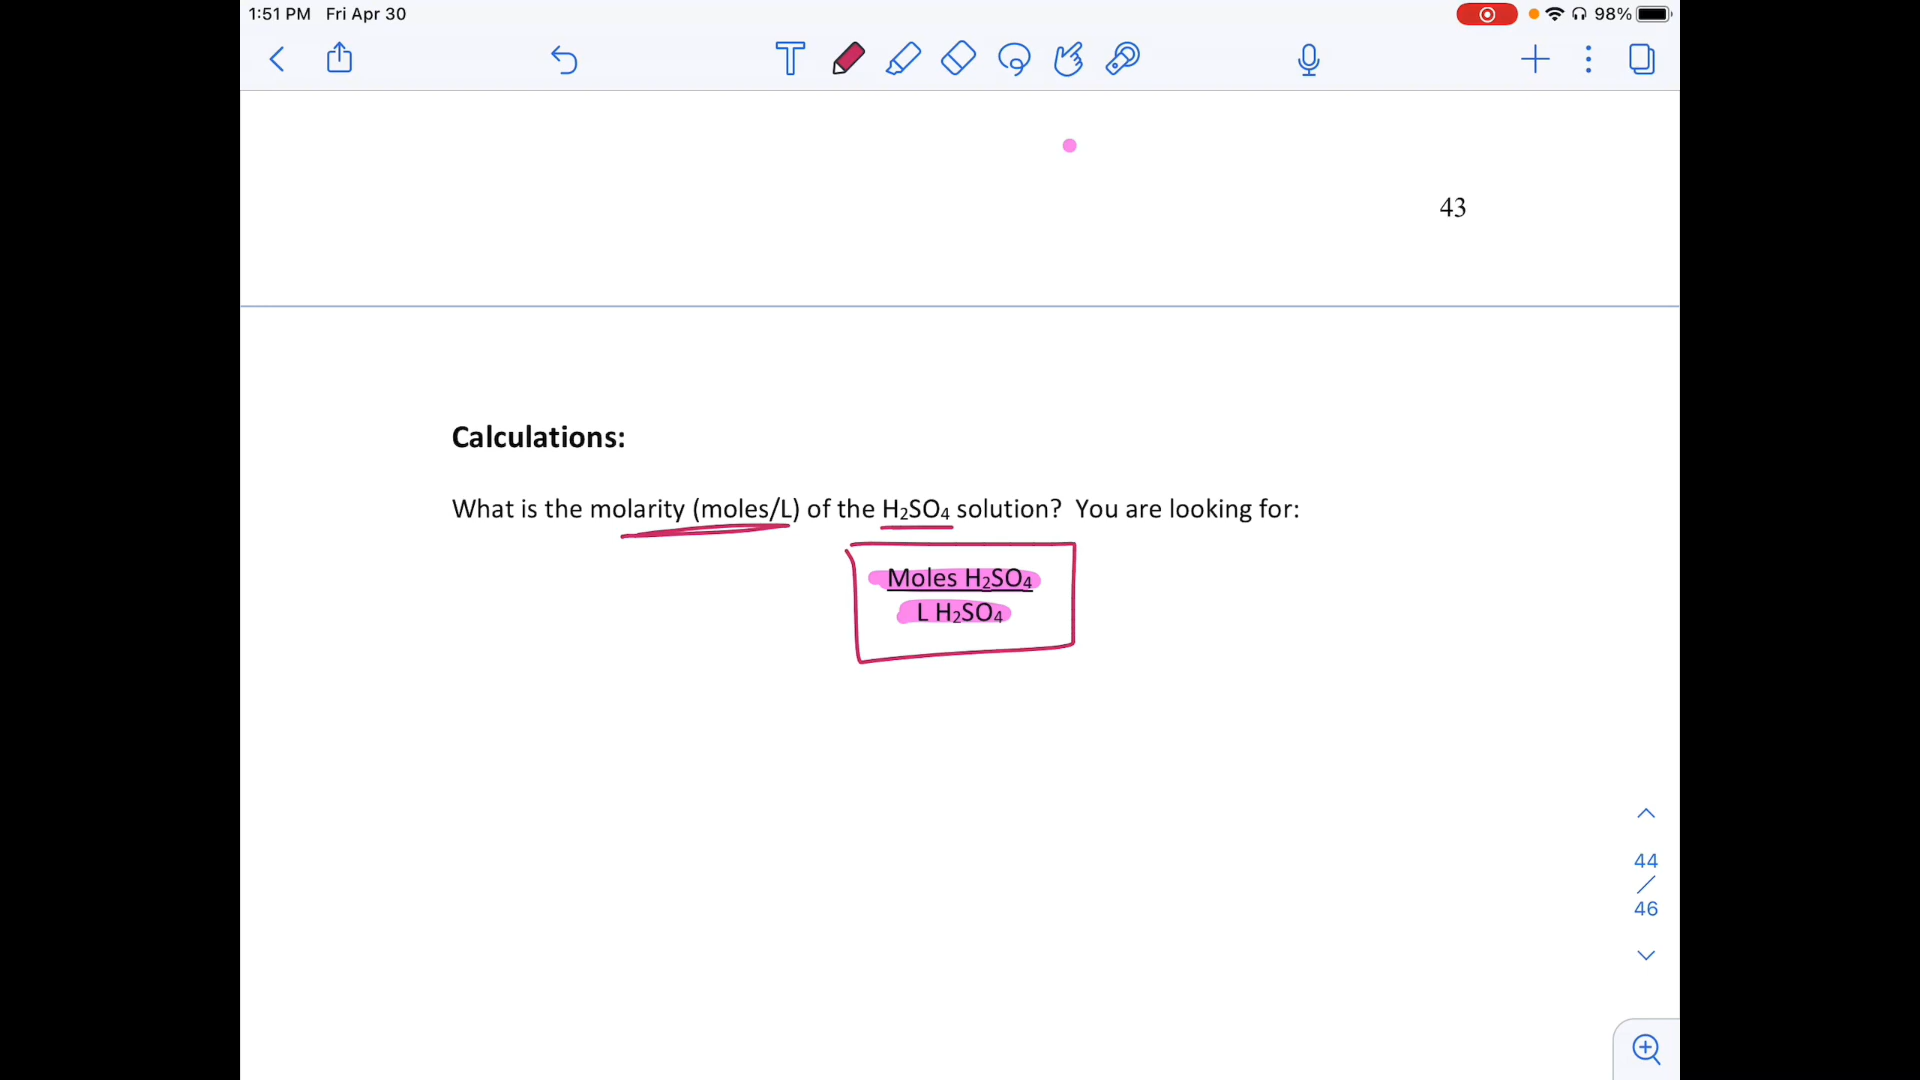 1:51 PM Fri Apr 30 98%
43
Calculations:
What is the molarity (moles/L) of the H₂SO₄ solution? You are looking for:
Moles H₂SO₄
L H₂SO₄
44
/
46